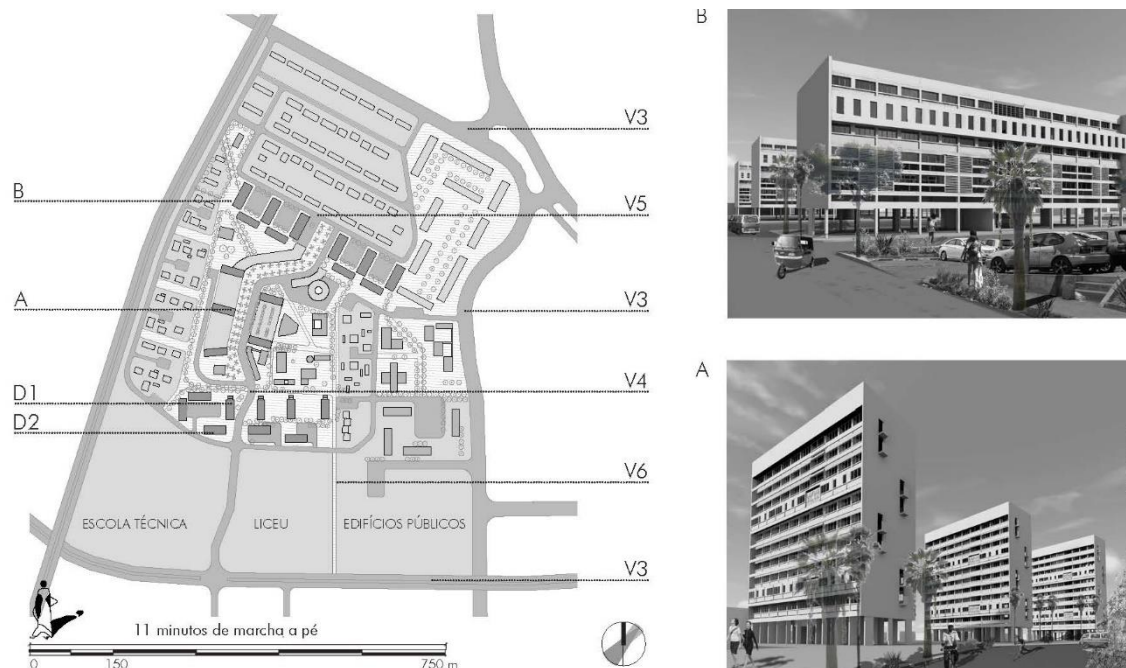 B
V3
B
V5
A
V3
A
D1
V4
D2
V6
ESCOLA TÉCNICA
LICEU
EDIFÍCIOS PÚBLICOS
V3
11 minutos de marcha a pé
0
150
750 m